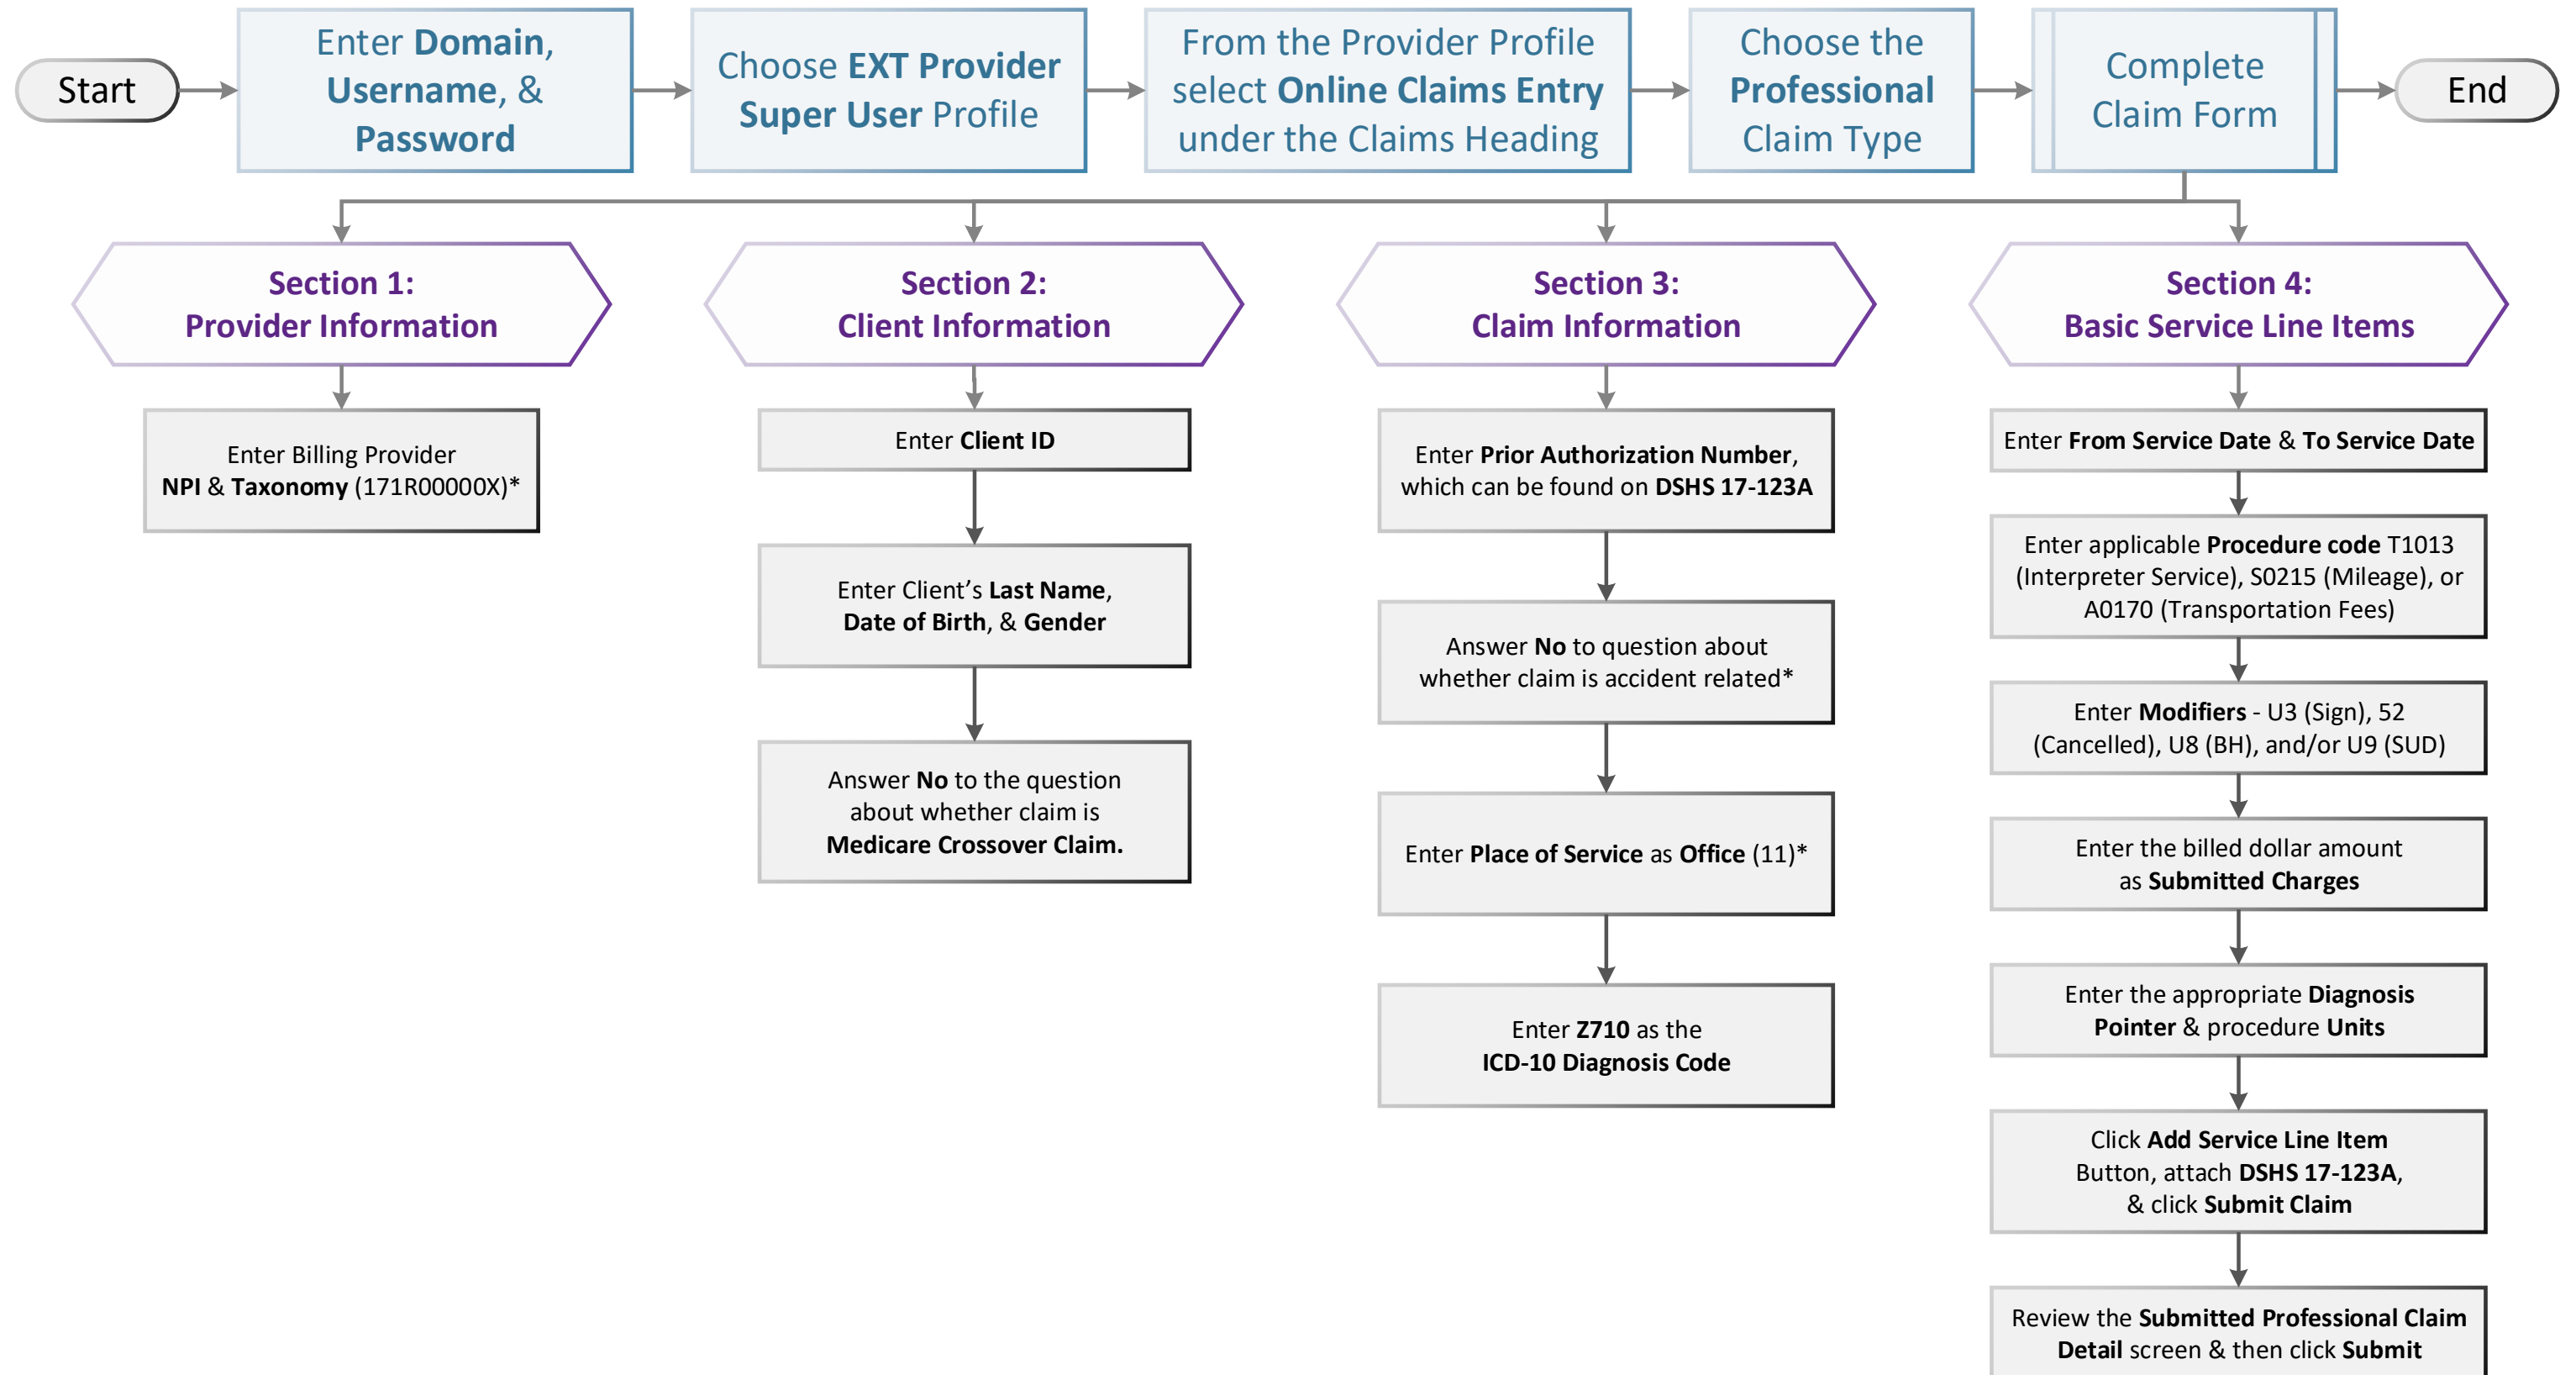 Start
Enter Domain,
Username, &
Password
Choose EXT Provider
Super User Profile
From the Provider Profile
select Online Claims Entry
under the Claims Heading
Choose the
Professional
Claim Type
Complete
Claim Form
End
Section 1:
Provider Information
Enter Billing Provider
NPI & Taxonomy (171R00000X)*
Section 2:
Client Information
Enter Client ID
Enter Client’s Last Name,
Date of Birth, & Gender
Answer No to the question
about whether claim is
Medicare Crossover Claim.
Section 3:
Claim Information
Enter Prior Authorization Number,
which can be found on DSHS 17-123A
Answer No to question about
whether claim is accident related*
Enter Place of Service as Office (11)*
Enter Z710 as the
ICD-10 Diagnosis Code
Section 4:
Basic Service Line Items
Enter From Service Date & To Service Date
Enter applicable Procedure code T1013
(Interpreter Service), S0215 (Mileage), or
A0170 (Transportation Fees)
Enter Modifiers - U3 (Sign), 52
(Cancelled), U8 (BH), and/or U9 (SUD)
Enter the billed dollar amount
as Submitted Charges
Enter the appropriate Diagnosis
Pointer & procedure Units
Click Add Service Line Item
Button, attach DSHS 17-123A,
& click Submit Claim
Review the Submitted Professional Claim
Detail screen & then click Submit